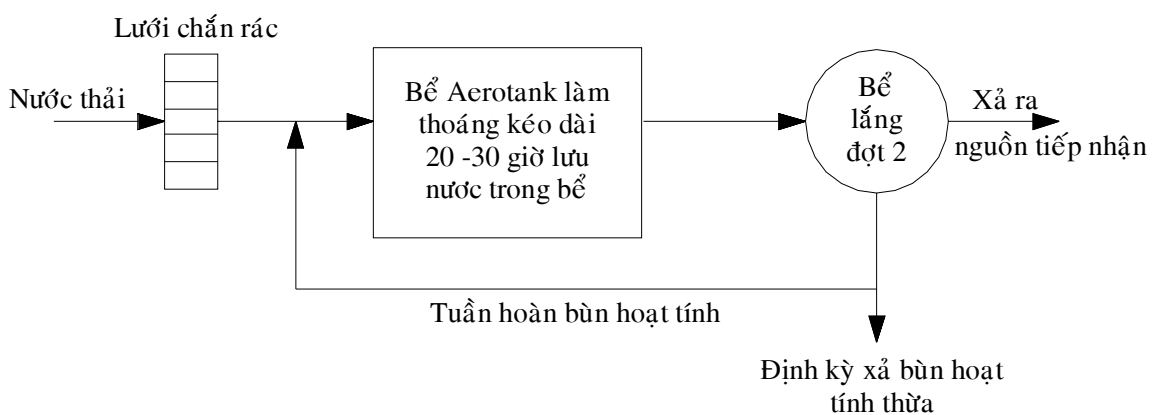 Lưới chắn rác
Nước thải
Bể Aerotank làm
thoáng kéo dài
20 -30 giờ lưu
nươc trong bể
Bể
lắng
đợt 2
Xả ra
nguồn tiếp nhận
Tuần hoàn bùn hoạt tính
Định kỳ xả bùn hoạt
tính thừa